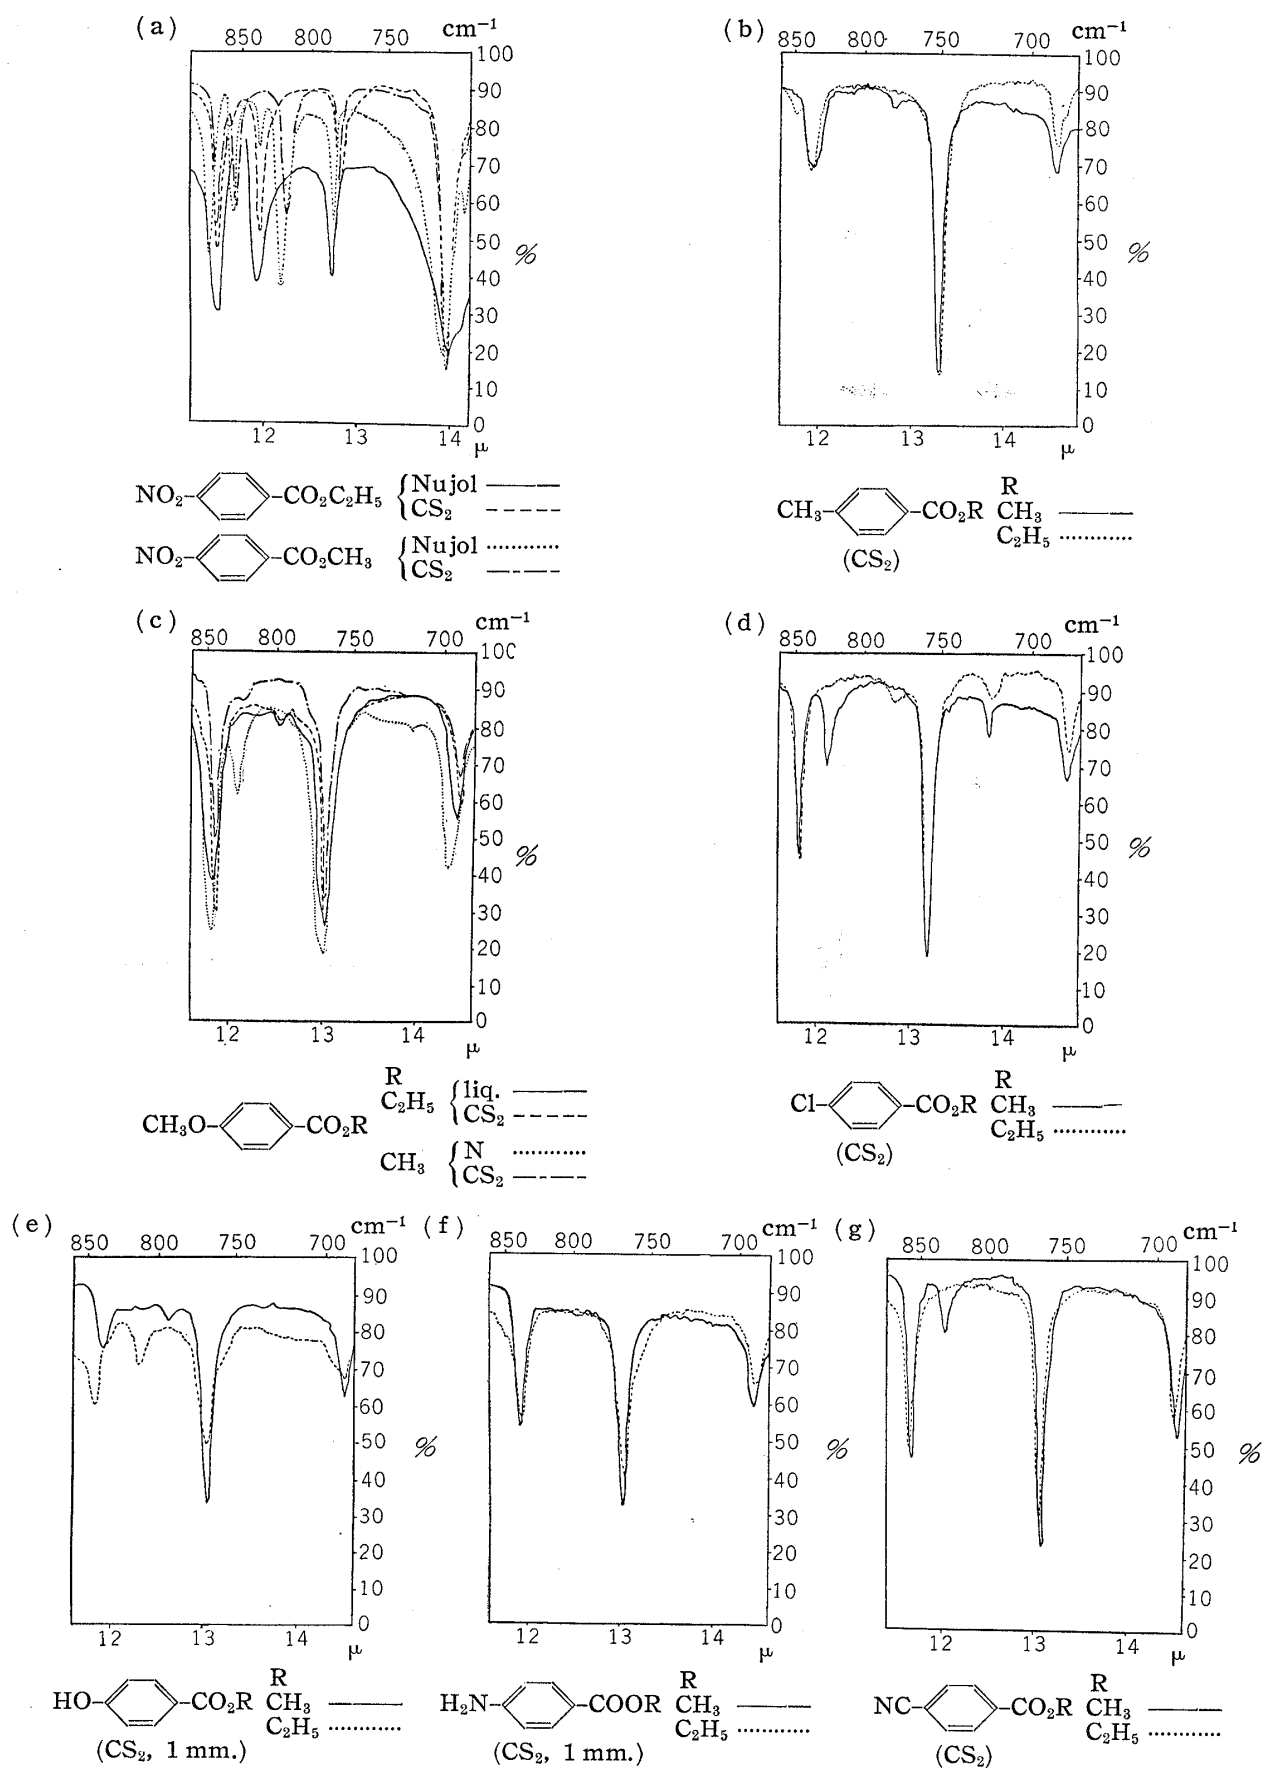 (a)
850 800 750 cm⁻¹
100
90
80
70
60
50
%
40
30
20
10
0
12 13 14 μ
NO₂ CO₂C₂H₅ { Nujol
CS₂
NO₂ CO₂CH₃ { Nujol
CS₂
(b)
850 800 750 700 cm⁻¹
100
90
80
70
60
50
%
40
30
20
10
0
12 13 14 μ
CH₃ CO₂R
R
CH₃
C₂H₅
(CS₂)
(c)
850 800 750 700 cm⁻¹
100
90
80
70
60
50
%
40
30
20
10
0
12 13 14 μ
CH₃O CO₂R
R
C₂H₅ { liq.
CS₂
CH₃ { N
CS₂
(d)
850 800 750 700 cm⁻¹
100
90
80
70
60
50
%
40
30
20
10
0
12 13 14 μ
Cl CO₂R
R
CH₃
C₂H₅
(CS₂)
(e)
850 800 750 700 cm⁻¹
100
90
80
70
60
50
%
40
30
20
10
0
12 13 14 μ
HO CO₂R
R
CH₃
C₂H₅
(CS₂, 1 mm.)
(f)
850 800 750 700 cm⁻¹
100
90
80
70
60
50
%
40
30
20
10
0
12 13 14 μ
H₂N COOR
R
CH₃
C₂H₅
(CS₂, 1 mm.)
(g)
850 800 750 700 cm⁻¹
100
90
80
70
60
50
%
40
30
20
10
0
12 13 14 μ
NC CO₂R
R
CH₃
C₂H₅
(CS₂)